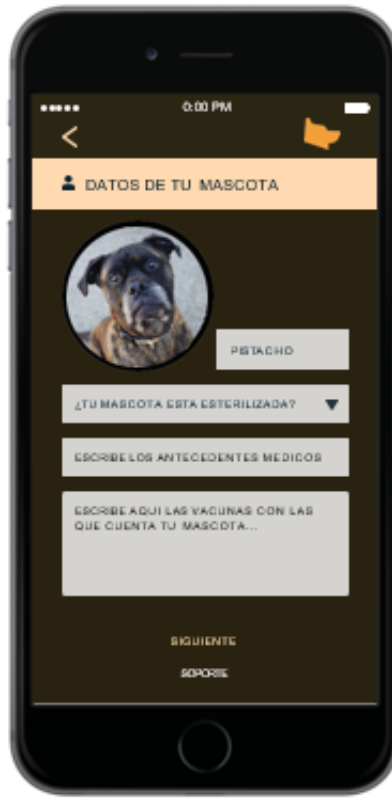 0:00 PM
DATOS DE TU MASCOTA
PISTACHO
¿TU MASCOTA ESTA ESTERILIZADA?
ESCRIBE LOS ANTECEDENTES MEDICOS
ESCRIBE AQUI LAS VACUNAS CON LAS
QUE CUENTA TU MASCOTA...
SIGUIENTE
SOPORTE